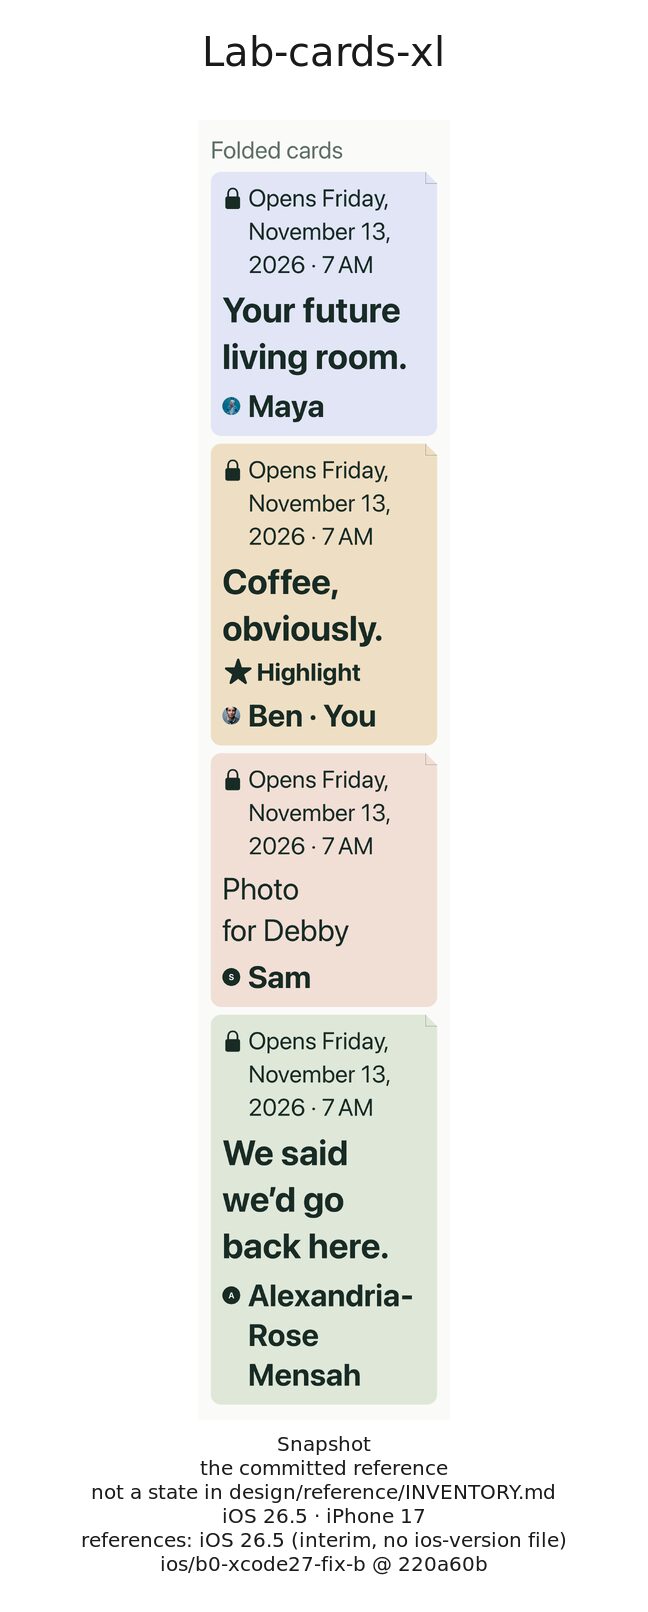 Lab-cards-xl
Folded cards
Opens Friday,
November 13,
2026 · 7 AM
Your future
living room.
Maya
Opens Friday,
November 13,
2026 · 7 AM
Coffee,
obviously.
Highlight
Ben · You
Opens Friday,
November 13,
2026 · 7 AM
Photo
for Debby
S Sam
Opens Friday,
November 13,
2026 · 7 AM
We said
we’d go
back here.
A Alexandria-
Rose
Mensah
Snapshot
the committed reference
not a state in design/reference/INVENTORY.md
iOS 26.5 · iPhone 17
references: iOS 26.5 (interim, no ios-version file)
ios/b0-xcode27-fix-b @ 220a60b